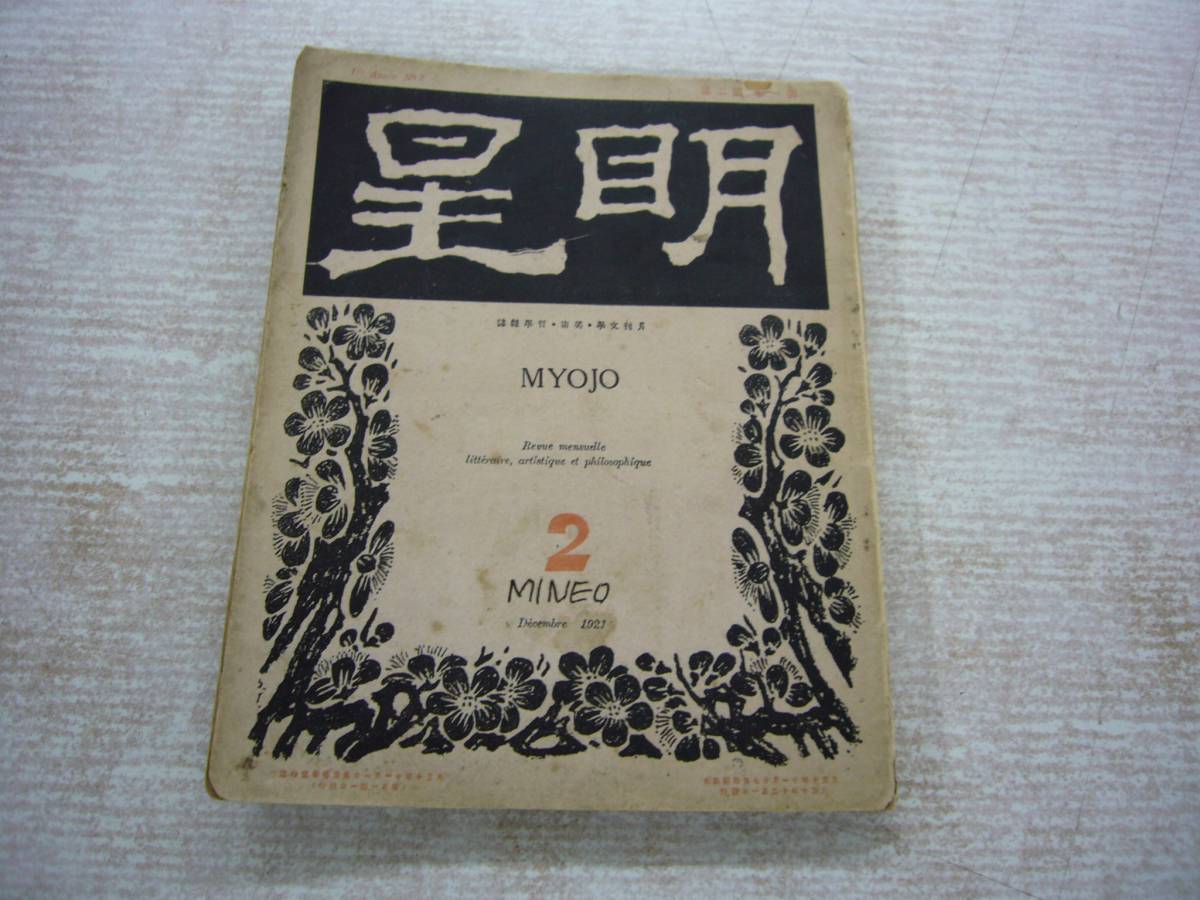 明星
月刊文學・美術・哲學雜誌
MYOJO
Revue mensuelle
littéraire, artistique et philosophique
2
MINEO
Décembre 1921